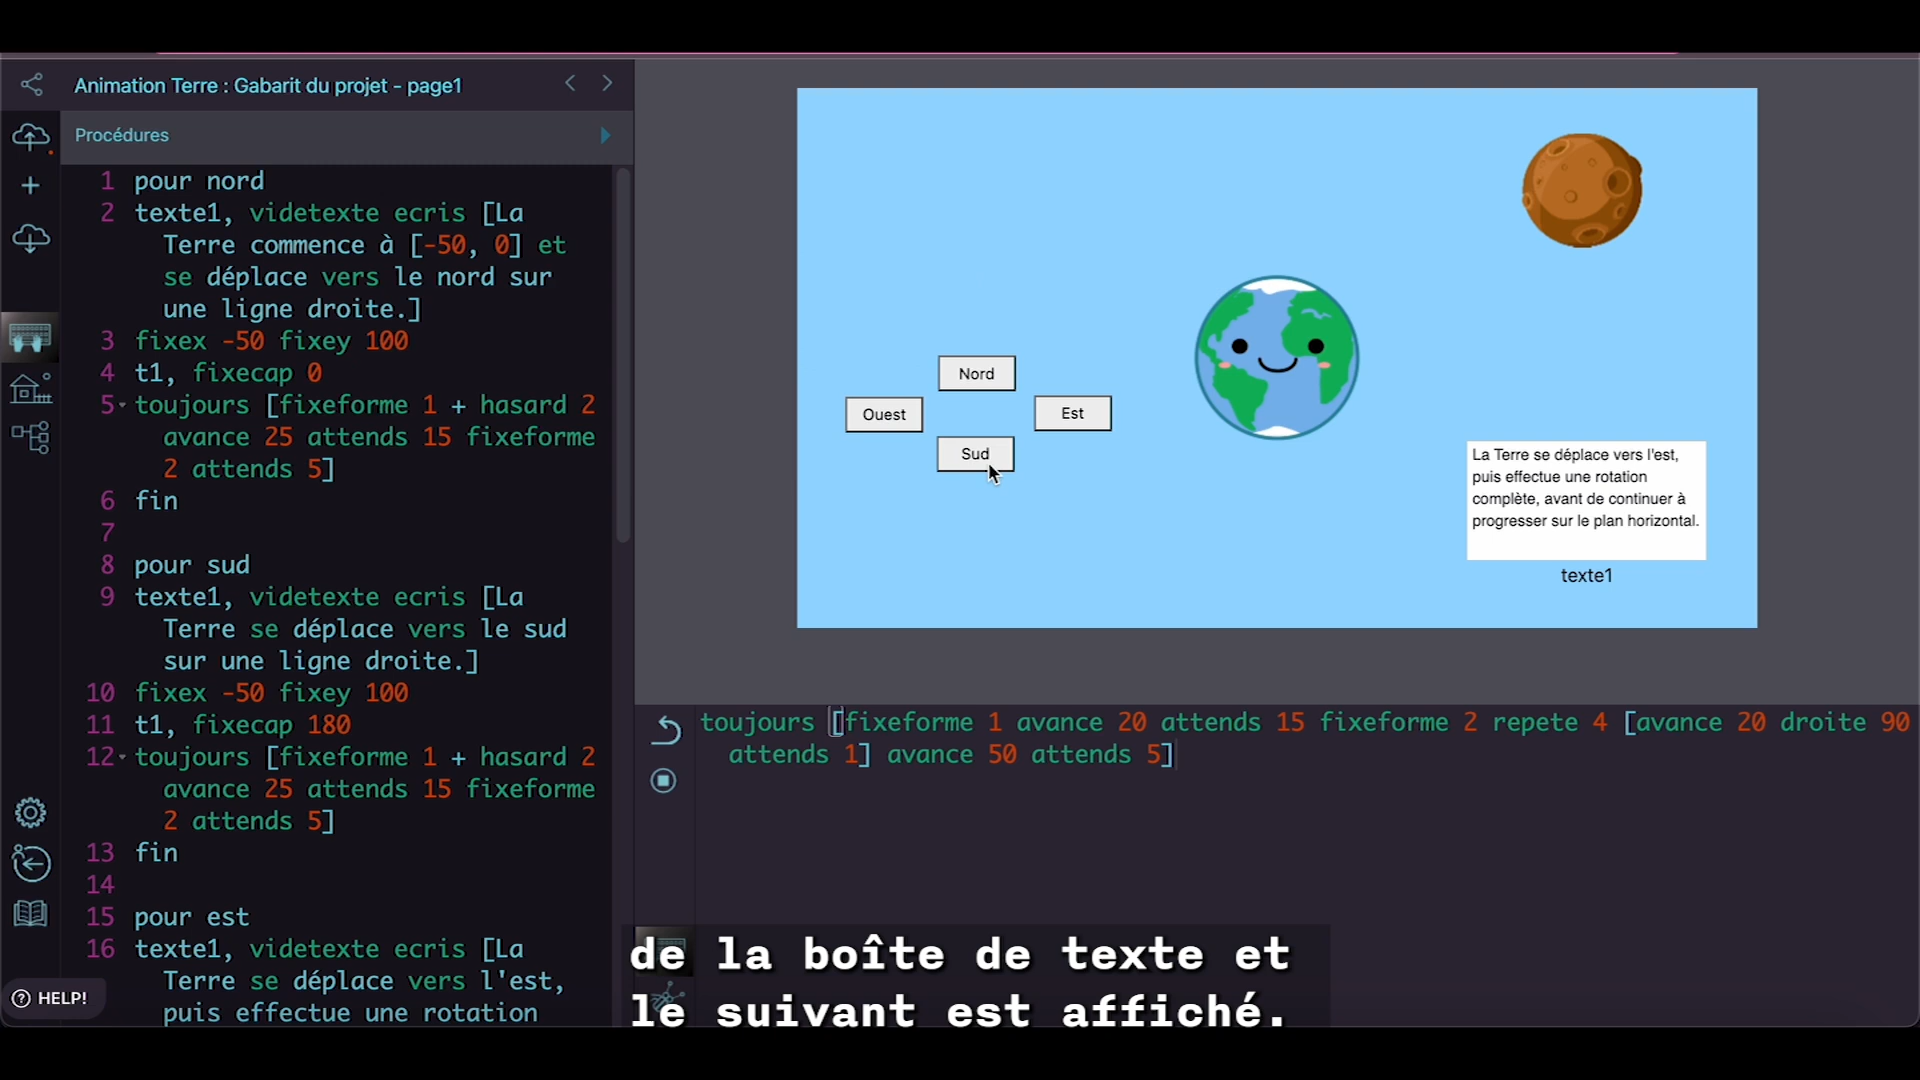 Animation Terre : Gabarit du projet - page1
Procédures
1 pour nord
2 texte1, videtexte ecris [La
Terre commence à [-50, 0] et
se déplace vers le nord sur
une ligne droite.]
3 fixex -50 fixey 100
4 t1, fixecap 0
5 toujours [fixeforme 1 + hasard 2
avance 25 attends 15 fixeforme
2 attends 5]
6 fin
7
8 pour sud
9 texte1, videtexte ecris [La
Terre se déplace vers le sud
sur une ligne droite.]
10 fixex -50 fixey 100
11 t1, fixecap 180
12 toujours [fixeforme 1 + hasard 2
avance 25 attends 15 fixeforme
2 attends 5]
13 fin
14
15 pour est
16 texte1, videtexte ecris [La
Terre se déplace vers l'est,
puis effectue une rotation
HELP!
Nord
Ouest
Est
Sud
La Terre se déplace vers l'est,
puis effectue une rotation
complète, avant de continuer à
progresser sur le plan horizontal.
texte1
toujours [fixeforme 1 avance 20 attends 15 fixeforme 2 repete 4 [avance 20 droite 90
attends 1] avance 50 attends 5]
de la boîte de texte et
le suivant est affiché.